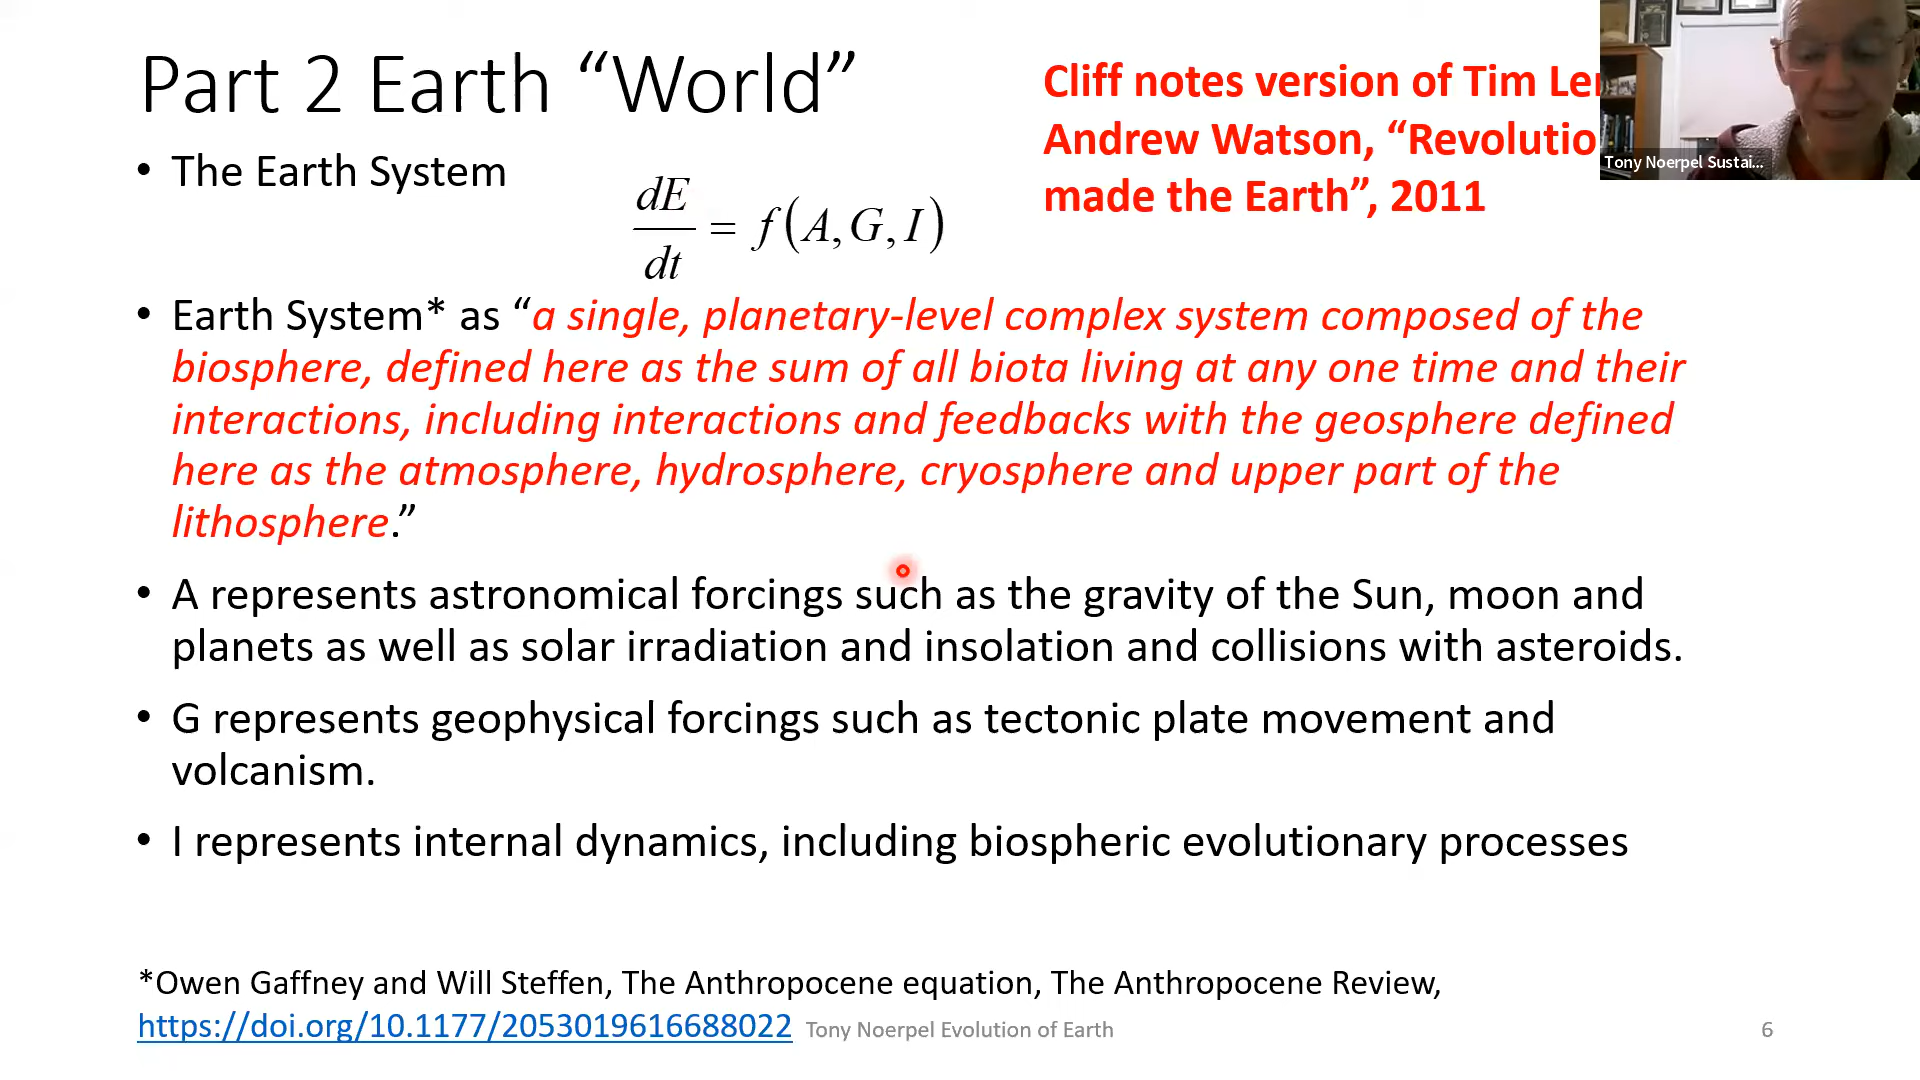 Part 2 Earth “World”
Cliff notes version of Tim
Andrew Watson, “Revolutio
made the Earth”, 2011
Tony Noerpel Sustai...
• The Earth System
dE/dt = f(A, G, I)
• Earth System* as “a single, planetary-level complex system composed of the
biosphere, defined here as the sum of all biota living at any one time and their
interactions, including interactions and feedbacks with the geosphere defined
here as the atmosphere, hydrosphere, cryosphere and upper part of the
lithosphere.”
• A represents astronomical forcings such as the gravity of the Sun, moon and
planets as well as solar irradiation and insolation and collisions with asteroids.
• G represents geophysical forcings such as tectonic plate movement and
volcanism.
• I represents internal dynamics, including biospheric evolutionary processes
*Owen Gaffney and Will Steffen, The Anthropocene equation, The Anthropocene Review,
https://doi.org/10.1177/2053019616688022 Tony Noerpel Evolution of Earth
6